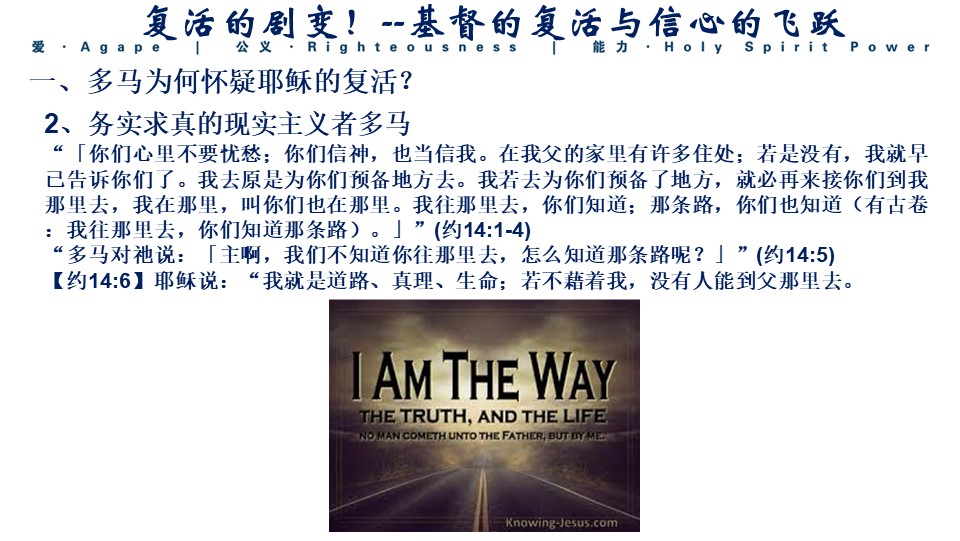 复活的剧变！--基督的复活与信心的飞跃
爱·Agape | 公义·Righteousness | 能力·Holy Spirit Power
一、多马为何怀疑耶稣的复活？
2、务实求真的现实主义者多马
“「你们心里不要忧愁；你们信神，也当信我。在我父的家里有许多住处；若是没有，我就早
已告诉你们了。我去原是为你们预备地方去。我若去为你们预备了地方，就必再来接你们到我
那里去，我在那里，叫你们也在那里。我往那里去，你们知道；那条路，你们也知道（有古卷
：我往那里去，你们知道那条路）。」”(约14:1-4)
“多马对祂说：「主啊，我们不知道你往那里去，怎么知道那条路呢？」”(约14:5)
【约14:6】耶稣说：“我就是道路、真理、生命；若不藉着我，没有人能到父那里去。
I AM THE WAY
THE TRUTH, AND THE LIFE
NO MAN COMETH UNTO THE FATHER, BUT BY ME.
Knowing-Jesus.com